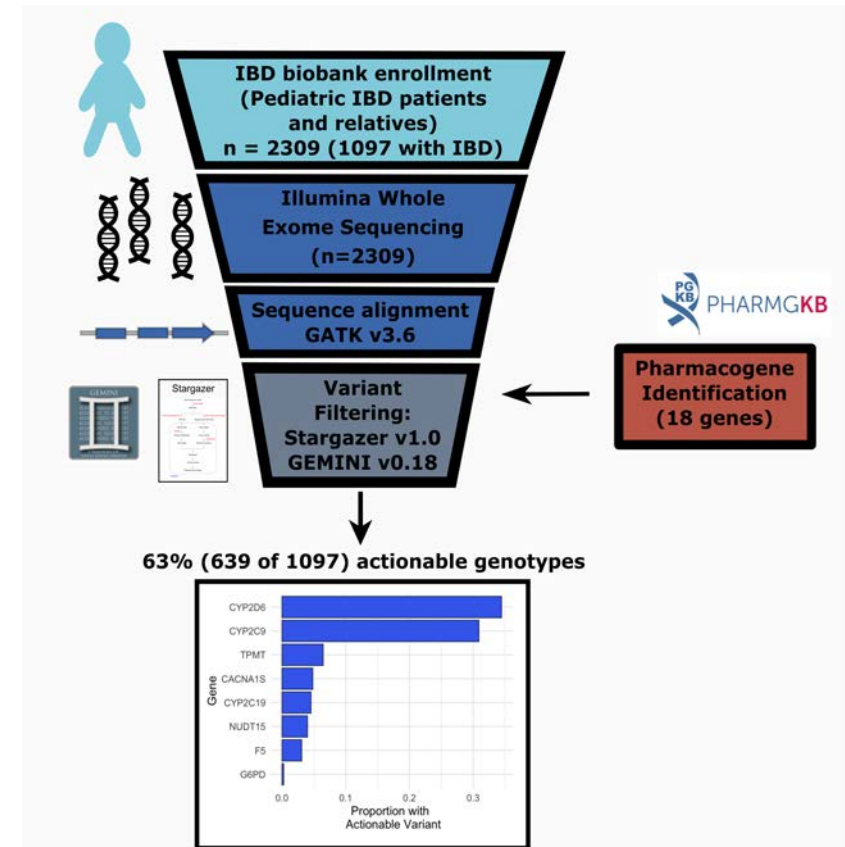 IBD biobank enrollment
(Pediatric IBD patients
and relatives)
n = 2309 (1097 with IBD)
Illumina Whole
Exome Sequencing
(n=2309)
Sequence alignment
GATK v3.6
PG
KB
PHARMGKB
Pharmacogene
Identification
(18 genes)
GEMINI
Stargazer
Variant
Filtering:
Stargazer v1.0
GEMINI v0.18
63% (639 of 1097) actionable genotypes
Gene
CYP2D6
CYP2C9
TPMT
CACNA1S
CYP2C19
NUDT15
F5
G6PD
0.0 0.1 0.2 0.3
Proportion with
Actionable Variant